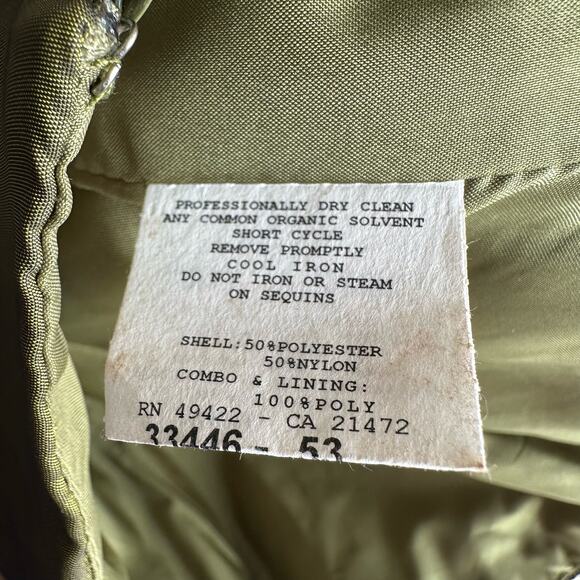 PROFESSIONALLY DRY CLEAN
ANY COMMON ORGANIC SOLVENT
SHORT CYCLE
REMOVE PROMPTLY
COOL IRON
DO NOT IRON OR STEAM
ON SEQUINS
SHELL:50%POLYESTER
50%NYLON
COMBO & LINING:
100%POLY
RN 49422 - CA 21472
33446- 53